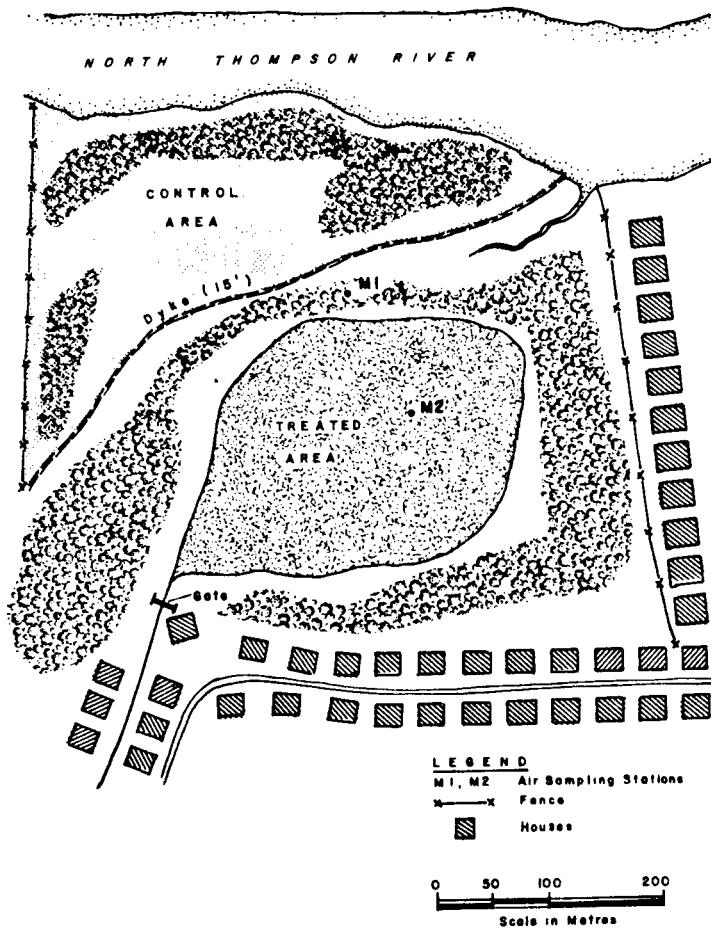 NORTH THOMPSON RIVER
CONTROL
AREA
Dyke (15')
M1
M2
TREATED
AREA
Gate
LEGEND
M1, M2 Air Sampling Stations
x——x Fence
Houses
0 50 100 200
Scale in Metres